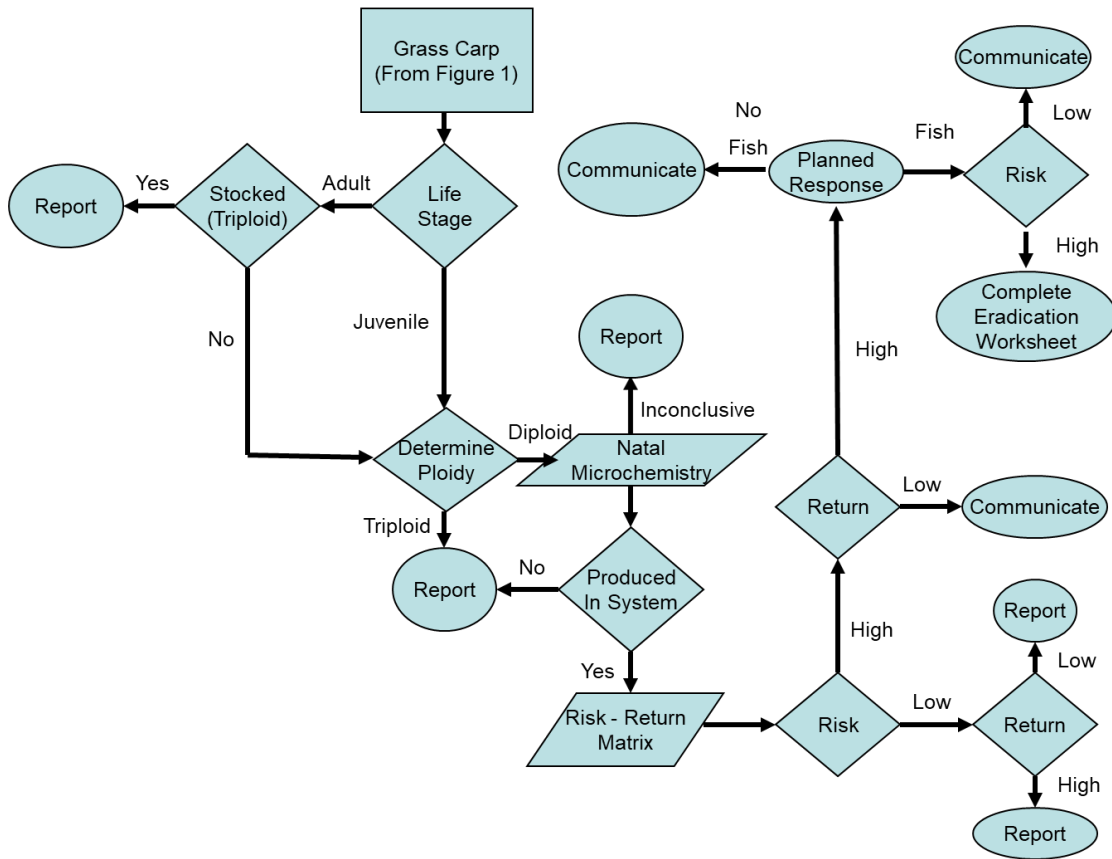 Grass Carp
(From Figure 1)
Communicate
Low
No
Fish
Fish
Communicate
Planned
Response
Risk
Yes
Adult
Report
Stocked
(Triploid)
Life
Stage
High
Complete
Eradication
Worksheet
No
Juvenile
Report
High
Inconclusive
Diploid
Determine
Ploidy
Natal
Microchemistry
Low
Return
Communicate
Triploid
No
Report
Produced
In System
Report
High
Yes
Low
Low
Risk - Return
Matrix
Risk
Return
High
Report